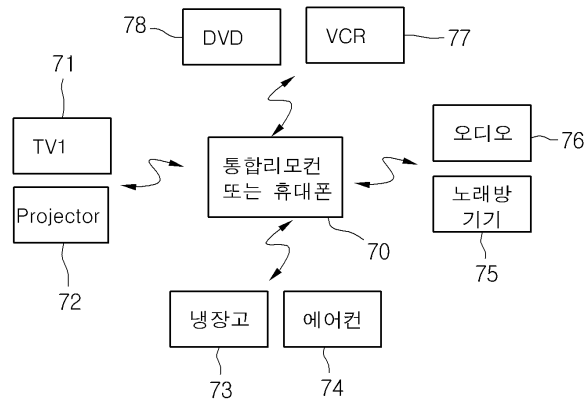 78
DVD
VCR
77
71
TV1
Projector
72
통합리모컨
또는 휴대폰
70
오디오
76
노래방
기기
75
냉장고
73
에어컨
74